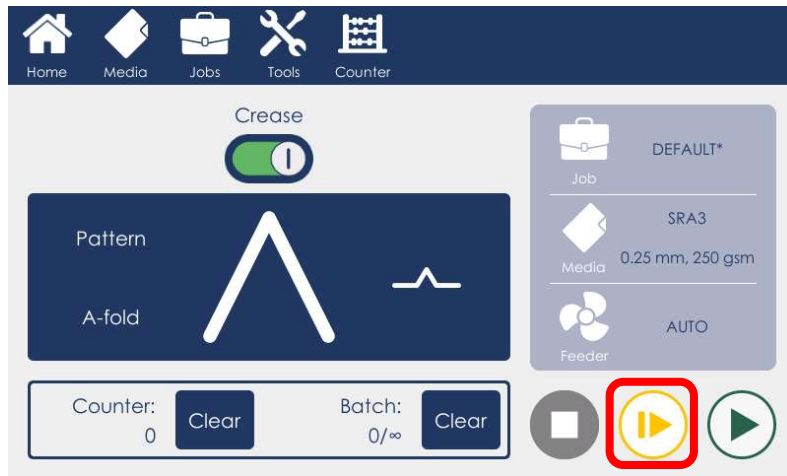 Home Media Jobs Tools Counter
Crease
Pattern
A-fold
DEFAULT*
Job
SRA3
0.25 mm, 250 gsm
Media
AUTO
Feeder
Counter:
0
Clear
Batch:
0/∞
Clear